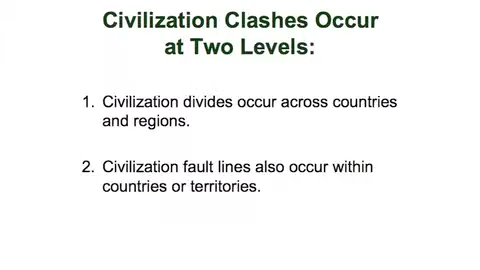 Civilization Clashes Occur
at Two Levels:
1. Civilization divides occur across countries
and regions.
2. Civilization fault lines also occur within
countries or territories.